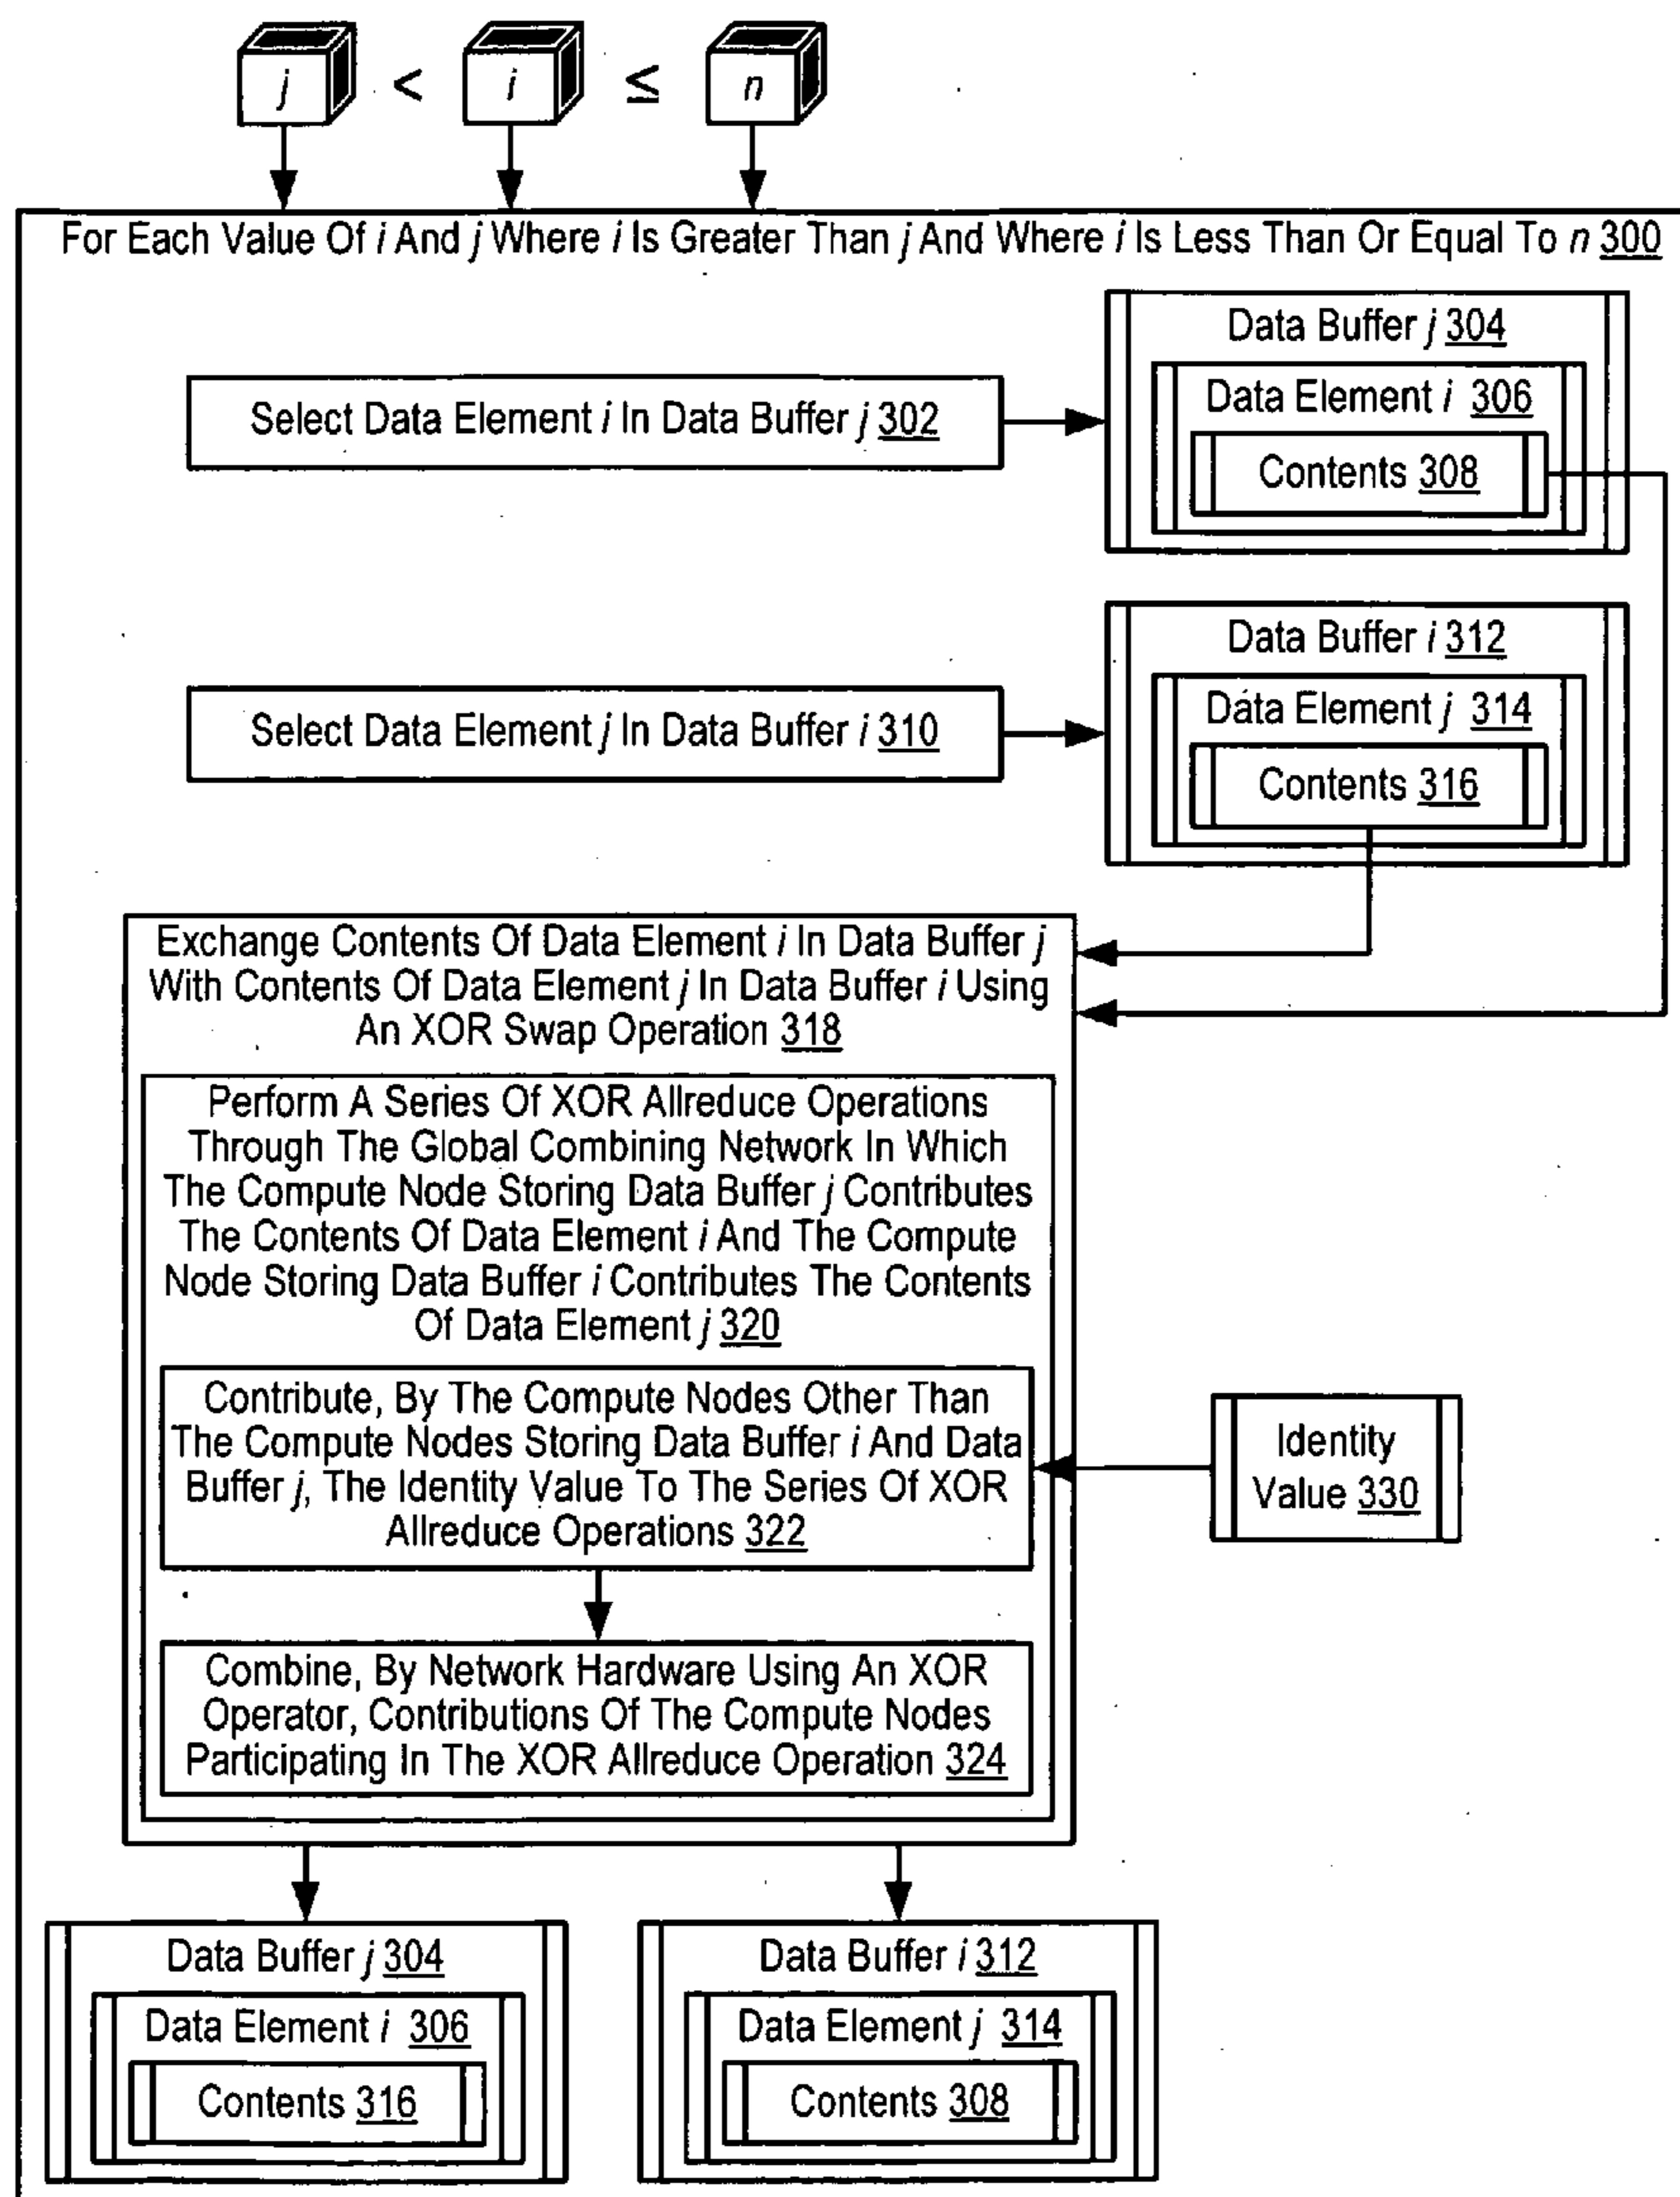 j < i ≤ n
For Each Value Of i And j Where i Is Greater Than j And Where i Is Less Than Or Equal To n 300
Data Buffer j 304
Data Element i 306
Select Data Element i In Data Buffer j 302
Contents 308
Data Buffer i 312
Data Element j 314
Select Data Element j In Data Buffer i 310
Contents 316
Exchange Contents Of Data Element i In Data Buffer j
With Contents Of Data Element j In Data Buffer i Using
An XOR Swap Operation 318
Perform A Series Of XOR Allreduce Operations
Through The Global Combining Network In Which
The Compute Node Storing Data Buffer j Contributes
The Contents Of Data Element i And The Compute
Node Storing Data Buffer i Contributes The Contents
Of Data Element j 320
Contribute, By The Compute Nodes Other Than
The Compute Nodes Storing Data Buffer i And Data
Buffer j, The Identity Value To The Series Of XOR
Allreduce Operations 322
Identity
Value 330
Combine, By Network Hardware Using An XOR
Operator, Contributions Of The Compute Nodes
Participating In The XOR Allreduce Operation 324
Data Buffer j 304
Data Element i 306
Contents 316
Data Buffer i 312
Data Element j 314
Contents 308